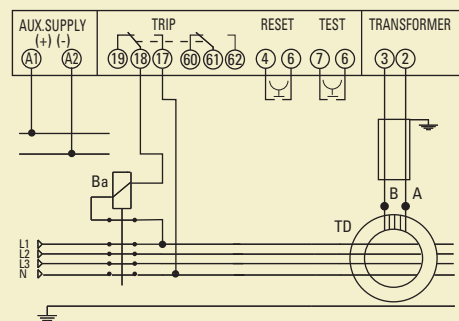 AUX.SUPPLY TRIP RESET TEST TRANSFORMER
(+) (-)
A1 A2 19 18 17 60 61 62 4 6 7 6 3 2
Ba
B A
TD
L1
L2
L3
N